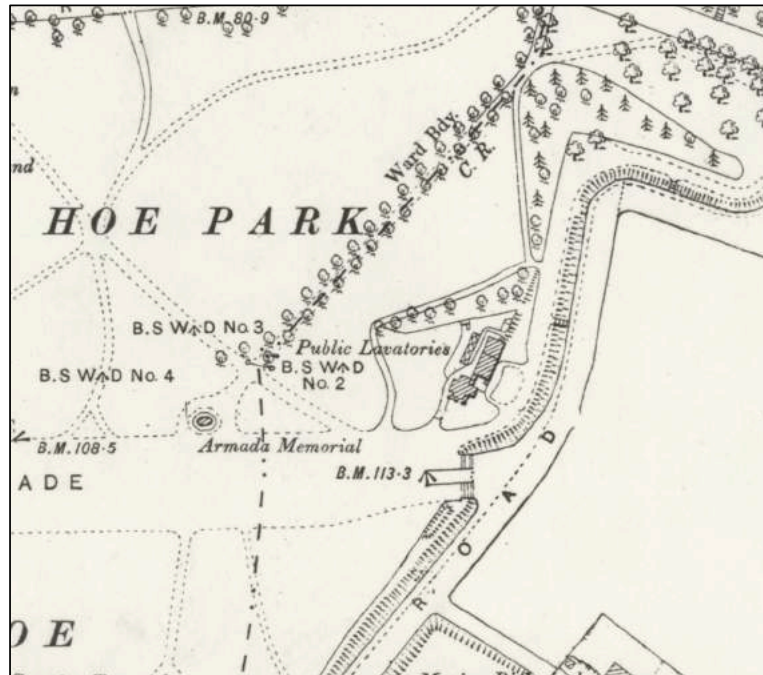 B.M. 80·9
nd
Ward Bdy.
C. R.
HOE PARK
B.S W↑D No. 3
Public Lavatories
B.S W↑D
No. 2
B.S W↑D No. 4
Armada Memorial
B.M. 108·5
B.M. 113·3
ADE
ROAD
OE